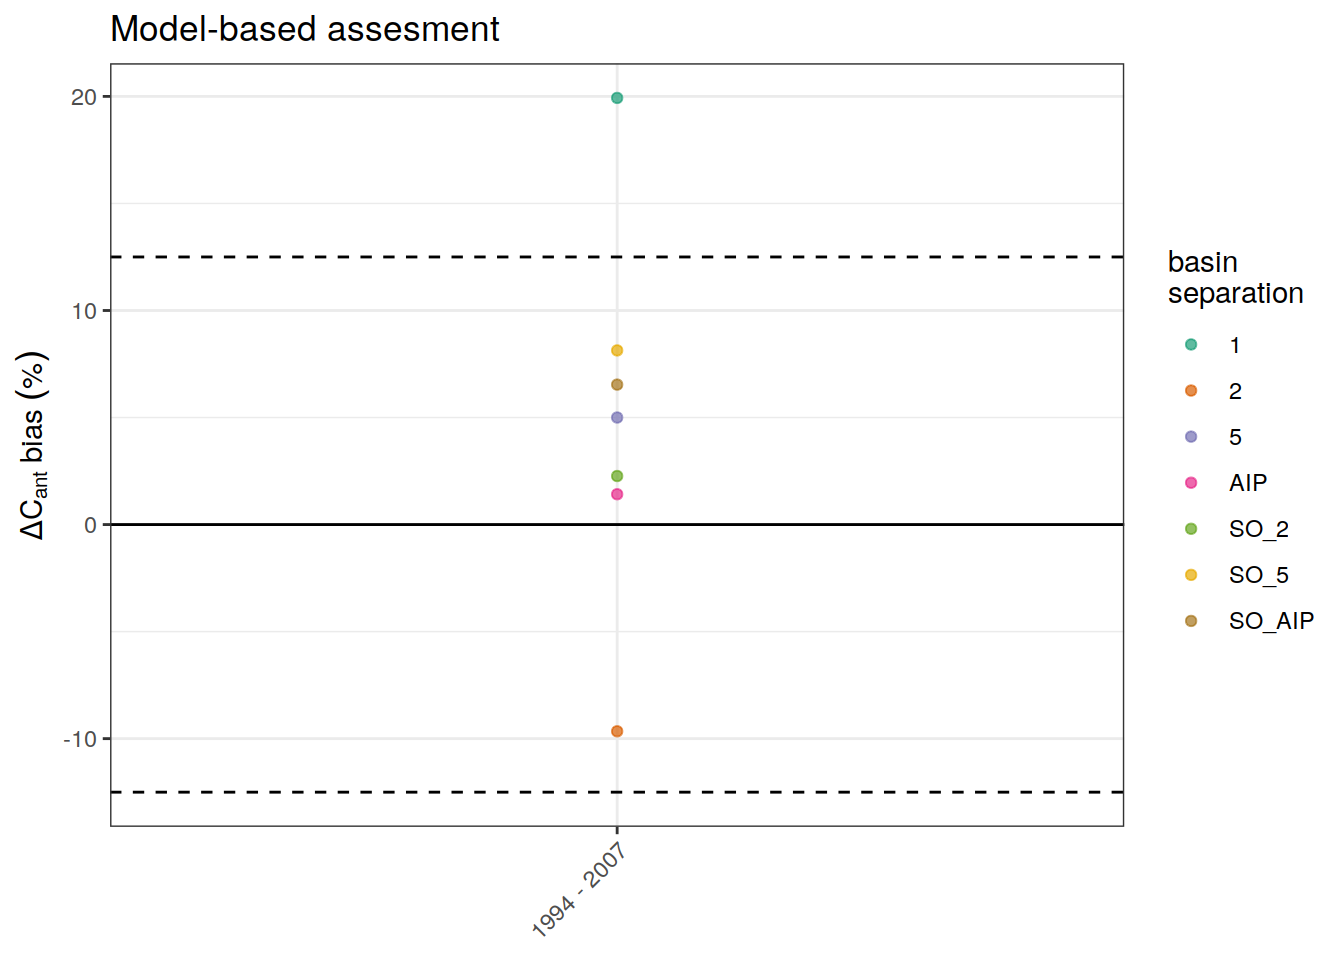 Model-based assesment
20
10
0
-10
ΔCant bias (%)
1994 - 2007
basin
separation
1
2
5
AIP
SO_2
SO_5
SO_AIP